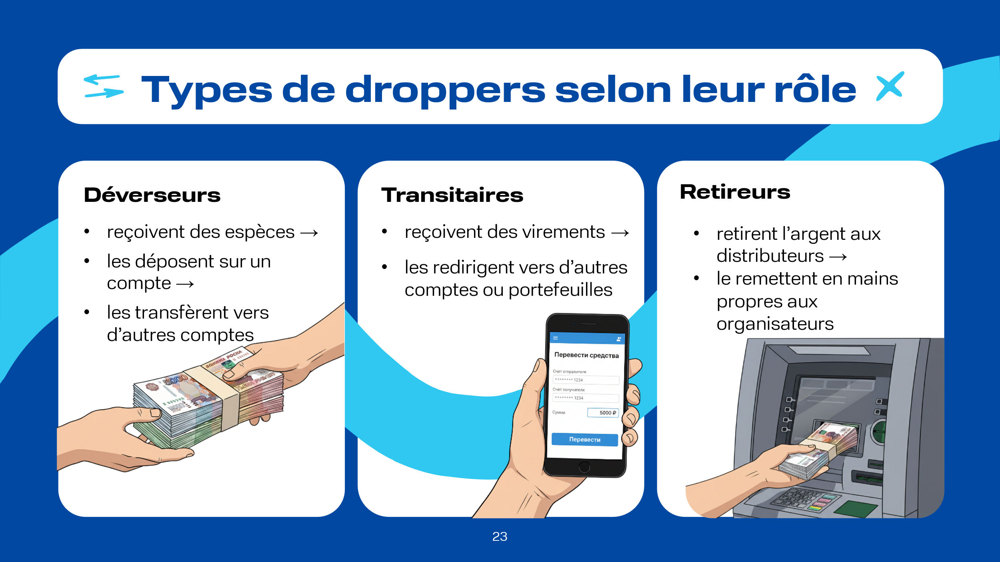 Types de droppers selon leur rôle
Déverseurs
• reçoivent des espèces →
• les déposent sur un
compte →
• les transfèrent vers
d’autres comptes
5000
Transitaires
• reçoivent des virements →
• les redirigent vers d’autres
comptes ou portefeuilles
Перевести средства
Счет отправителя
******** 1234
Счет получателя
******** 1234
Сумма
5000 ₽
Перевести
Retireurs
• retirent l’argent aux
distributeurs →
• le remettent en mains
propres aux
organisateurs
23